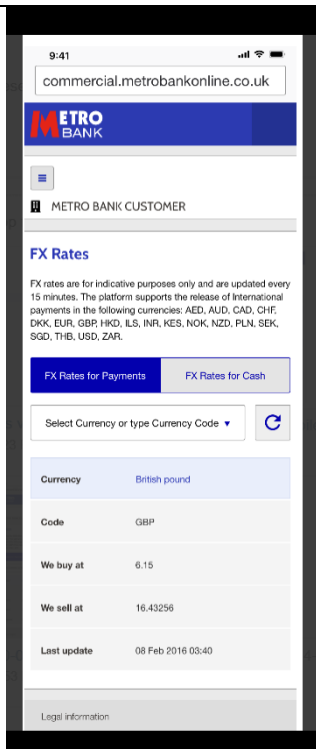 9:41
commercial.metrobankonline.co.uk
METRO
BANK
METRO BANK CUSTOMER
FX Rates
FX rates are for indicative purposes only and are updated every
15 minutes. The platform supports the release of International
payments in the following currencies: AED, AUD, CAD, CHF,
DKK, EUR, GBP, HKD, ILS, INR, KES, NOK, NZD, PLN, SEK,
SGD, THB, USD, ZAR.
FX Rates for Payments FX Rates for Cash
Select Currency or type Currency Code
Currency British pound
Code GBP
We buy at 6.15
We sell at 16.43256
Last update 08 Feb 2016 03:40
Legal information